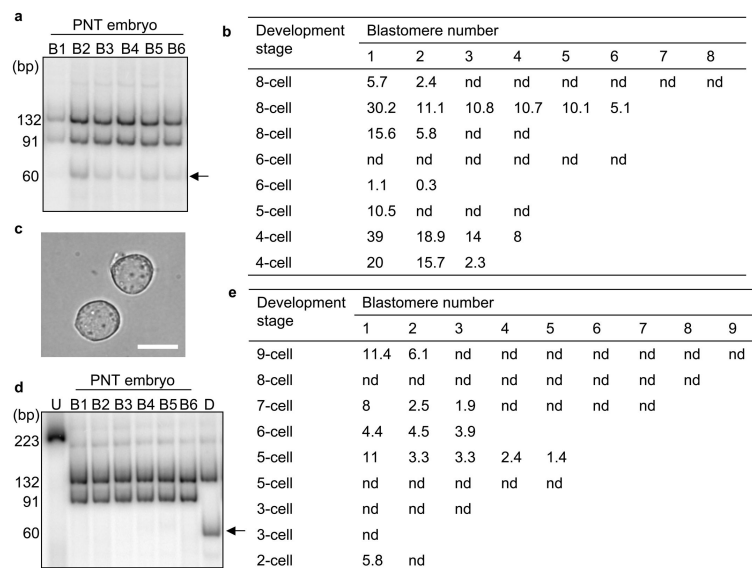 a
PNT embryo
B1 B2 B3 B4 B5 B6
(bp)
132
91
60
b
Development stage Blastomere number
1 2 3 4 5 6 7 8
8-cell 5.7 2.4 nd nd nd nd nd nd
8-cell 30.2 11.1 10.8 10.7 10.1 5.1
8-cell 15.6 5.8 nd nd
6-cell nd nd nd nd nd nd
6-cell 1.1 0.3
5-cell 10.5 nd nd nd
4-cell 39 18.9 14 8
4-cell 20 15.7 2.3
c
d
PNT embryo
U B1 B2 B3 B4 B5 B6 D
(bp)
223
132
91
60
e
Development stage Blastomere number
1 2 3 4 5 6 7 8 9
9-cell 11.4 6.1 nd nd nd nd nd nd nd
8-cell nd nd nd nd nd nd nd nd
7-cell 8 2.5 1.9 nd nd nd nd
6-cell 4.4 4.5 3.9
5-cell 11 3.3 3.3 2.4 1.4
5-cell nd nd nd nd nd
3-cell nd nd nd
3-cell nd
2-cell 5.8 nd